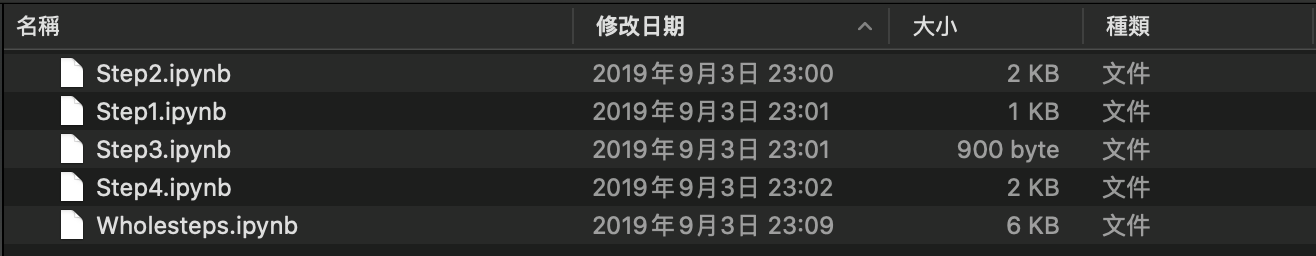 名稱 修改日期 大小 種類
Step2.ipynb 2019年9月3日 23:00 2 KB 文件
Step1.ipynb 2019年9月3日 23:01 1 KB 文件
Step3.ipynb 2019年9月3日 23:01 900 byte 文件
Step4.ipynb 2019年9月3日 23:02 2 KB 文件
Wholesteps.ipynb 2019年9月3日 23:09 6 KB 文件